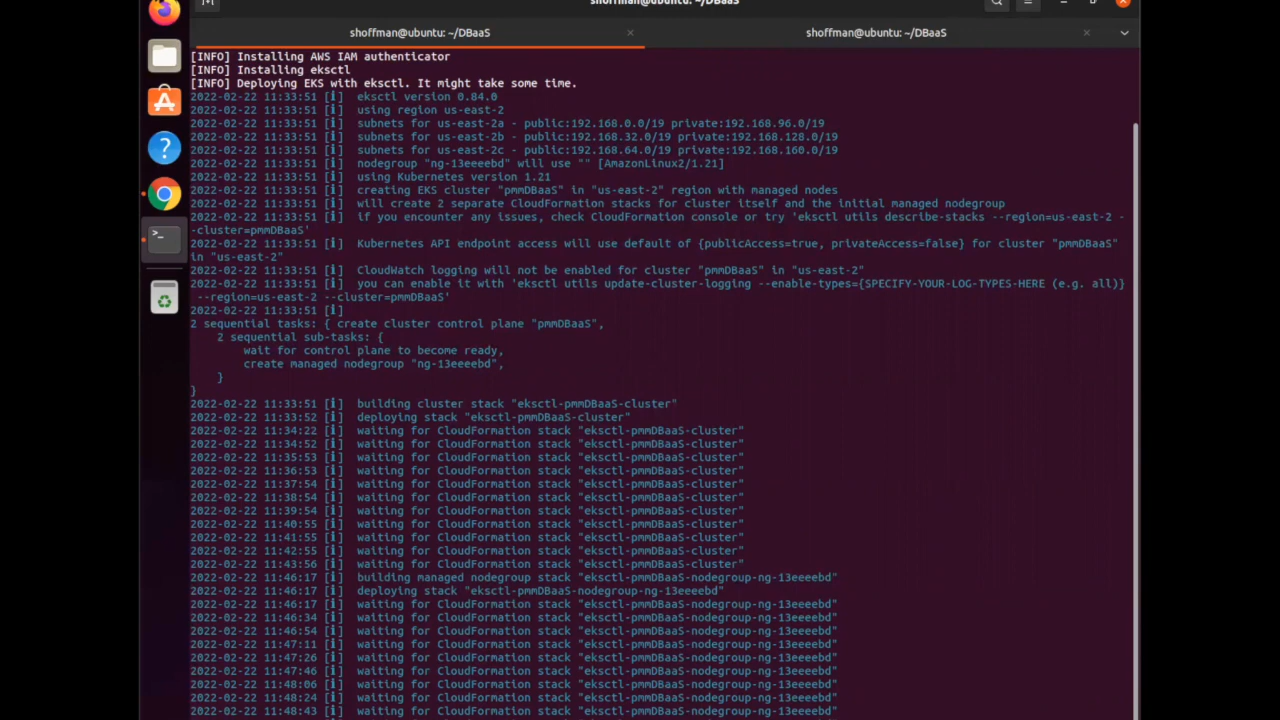 shoffman@ubuntu: ~/DBaaS
shoffman@ubuntu: ~/DBaaS
shoffman@ubuntu: ~/DBaaS
[INFO] Installing AWS IAM authenticator
[INFO] Installing eksctl
[INFO] Deploying EKS with eksctl. It might take some time.
2022-02-22 11:33:51 [ℹ]  eksctl version 0.84.0
2022-02-22 11:33:51 [ℹ]  using region us-east-2
2022-02-22 11:33:51 [ℹ]  subnets for us-east-2a - public:192.168.0.0/19 private:192.168.96.0/19
2022-02-22 11:33:51 [ℹ]  subnets for us-east-2b - public:192.168.32.0/19 private:192.168.128.0/19
2022-02-22 11:33:51 [ℹ]  subnets for us-east-2c - public:192.168.64.0/19 private:192.168.160.0/19
2022-02-22 11:33:51 [ℹ]  nodegroup "ng-13eeeebd" will use "" [AmazonLinux2/1.21]
2022-02-22 11:33:51 [ℹ]  using Kubernetes version 1.21
2022-02-22 11:33:51 [ℹ]  creating EKS cluster "pmmDBaaS" in "us-east-2" region with managed nodes
2022-02-22 11:33:51 [ℹ]  will create 2 separate CloudFormation stacks for cluster itself and the initial managed nodegroup
2022-02-22 11:33:51 [ℹ]  if you encounter any issues, check CloudFormation console or try 'eksctl utils describe-stacks --region=us-east-2 -
-cluster=pmmDBaaS'
2022-02-22 11:33:51 [ℹ]  Kubernetes API endpoint access will use default of {publicAccess=true, privateAccess=false} for cluster "pmmDBaaS"
in "us-east-2"
2022-02-22 11:33:51 [ℹ]  CloudWatch logging will not be enabled for cluster "pmmDBaaS" in "us-east-2"
2022-02-22 11:33:51 [ℹ]  you can enable it with 'eksctl utils update-cluster-logging --enable-types={SPECIFY-YOUR-LOG-TYPES-HERE (e.g. all)}
--region=us-east-2 --cluster=pmmDBaaS'
2022-02-22 11:33:51 [ℹ]
2 sequential tasks: { create cluster control plane "pmmDBaaS",
    2 sequential sub-tasks: {
        wait for control plane to become ready,
        create managed nodegroup "ng-13eeeebd",
    }
}
2022-02-22 11:33:51 [ℹ]  building cluster stack "eksctl-pmmDBaaS-cluster"
2022-02-22 11:33:52 [ℹ]  deploying stack "eksctl-pmmDBaaS-cluster"
2022-02-22 11:34:22 [ℹ]  waiting for CloudFormation stack "eksctl-pmmDBaaS-cluster"
2022-02-22 11:34:52 [ℹ]  waiting for CloudFormation stack "eksctl-pmmDBaaS-cluster"
2022-02-22 11:35:53 [ℹ]  waiting for CloudFormation stack "eksctl-pmmDBaaS-cluster"
2022-02-22 11:36:53 [ℹ]  waiting for CloudFormation stack "eksctl-pmmDBaaS-cluster"
2022-02-22 11:37:54 [ℹ]  waiting for CloudFormation stack "eksctl-pmmDBaaS-cluster"
2022-02-22 11:38:54 [ℹ]  waiting for CloudFormation stack "eksctl-pmmDBaaS-cluster"
2022-02-22 11:39:54 [ℹ]  waiting for CloudFormation stack "eksctl-pmmDBaaS-cluster"
2022-02-22 11:40:55 [ℹ]  waiting for CloudFormation stack "eksctl-pmmDBaaS-cluster"
2022-02-22 11:41:55 [ℹ]  waiting for CloudFormation stack "eksctl-pmmDBaaS-cluster"
2022-02-22 11:42:55 [ℹ]  waiting for CloudFormation stack "eksctl-pmmDBaaS-cluster"
2022-02-22 11:43:56 [ℹ]  waiting for CloudFormation stack "eksctl-pmmDBaaS-cluster"
2022-02-22 11:46:17 [ℹ]  building managed nodegroup stack "eksctl-pmmDBaaS-nodegroup-ng-13eeeebd"
2022-02-22 11:46:17 [ℹ]  deploying stack "eksctl-pmmDBaaS-nodegroup-ng-13eeeebd"
2022-02-22 11:46:17 [ℹ]  waiting for CloudFormation stack "eksctl-pmmDBaaS-nodegroup-ng-13eeeebd"
2022-02-22 11:46:34 [ℹ]  waiting for CloudFormation stack "eksctl-pmmDBaaS-nodegroup-ng-13eeeebd"
2022-02-22 11:46:54 [ℹ]  waiting for CloudFormation stack "eksctl-pmmDBaaS-nodegroup-ng-13eeeebd"
2022-02-22 11:47:11 [ℹ]  waiting for CloudFormation stack "eksctl-pmmDBaaS-nodegroup-ng-13eeeebd"
2022-02-22 11:47:26 [ℹ]  waiting for CloudFormation stack "eksctl-pmmDBaaS-nodegroup-ng-13eeeebd"
2022-02-22 11:47:46 [ℹ]  waiting for CloudFormation stack "eksctl-pmmDBaaS-nodegroup-ng-13eeeebd"
2022-02-22 11:48:06 [ℹ]  waiting for CloudFormation stack "eksctl-pmmDBaaS-nodegroup-ng-13eeeebd"
2022-02-22 11:48:24 [ℹ]  waiting for CloudFormation stack "eksctl-pmmDBaaS-nodegroup-ng-13eeeebd"
2022-02-22 11:48:43 [ℹ]  waiting for CloudFormation stack "eksctl-pmmDBaaS-nodegroup-ng-13eeeebd"